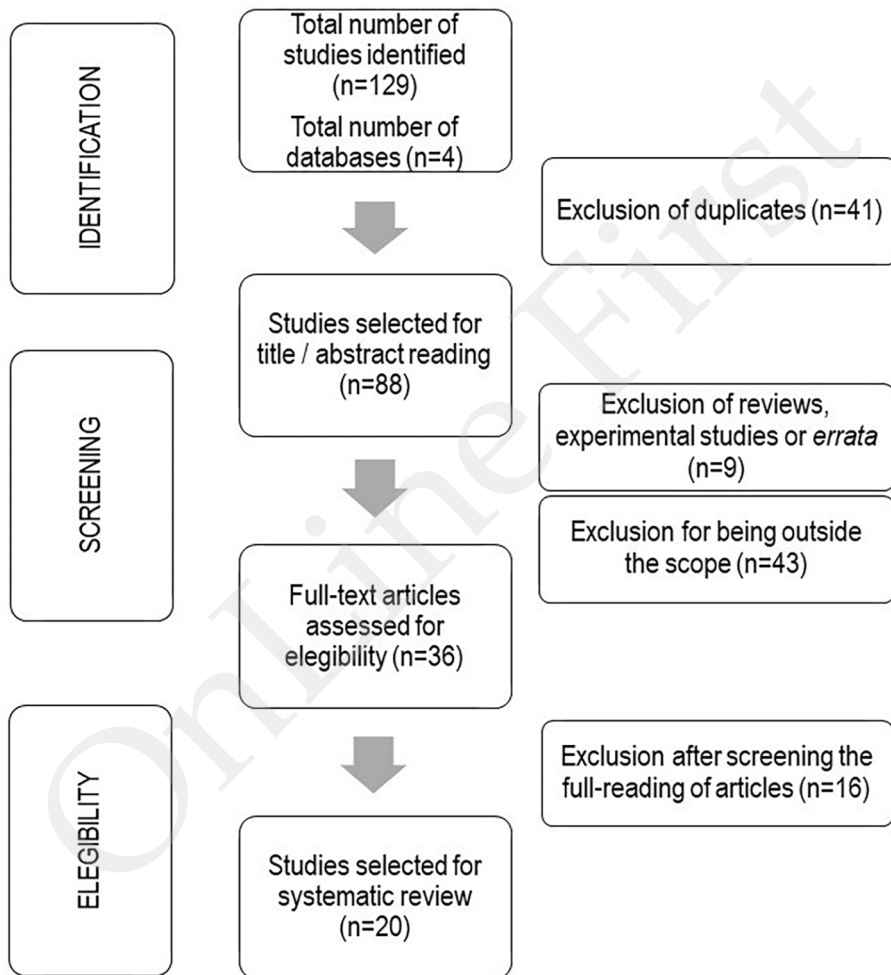 IDENTIFICATION
Total number of
studies identified
(n=129)
Total number of
databases (n=4)
Exclusion of duplicates (n=41)
SCREENING
Studies selected for
title / abstract reading
(n=88)
Exclusion of reviews,
experimental studies or errata
(n=9)
Exclusion for being outside
the scope (n=43)
Full-text articles
assessed for
elegibility (n=36)
ELEGIBILITY
Exclusion after screening the
full-reading of articles (n=16)
Studies selected for
systematic review
(n=20)
OnLine First